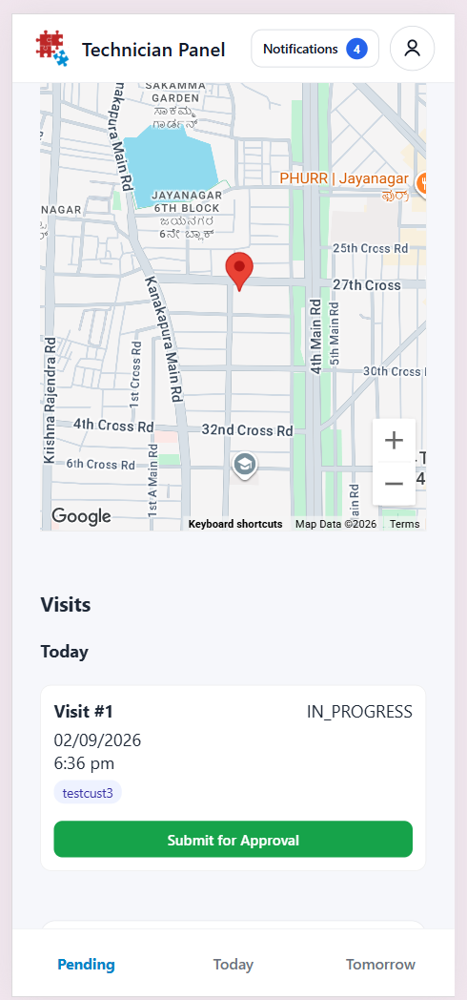 Technician Panel
Notifications 4
SAKAMMA
GARDEN
ಸಾಕಮ್ಮ
ಗಾರ್ಡನ್
nakapura Main Rd
PHURR | Jayanagar
ಫುರ್ರ್
JAYANAGAR
6TH BLOCK
ಜಯನಗರ
6ನೇ ಬ್ಲಾಕ್
NAGAR
25th Cross Rd
27th Cross
Kanakapura Main Rd
4th Main Rd
5th Main Rd
Krishna Rajendra Rd
1st Cross Rd
30th Cross
4th Cross Rd
32nd Cross Rd
6th Cross Rd
1st A Main Rd
ain Rd
T
4
+
−
Google
Keyboard shortcuts
Map Data ©2026
Terms
Visits
Today
Visit #1
IN_PROGRESS
02/09/2026
6:36 pm
testcust3
Submit for Approval
Pending
Today
Tomorrow